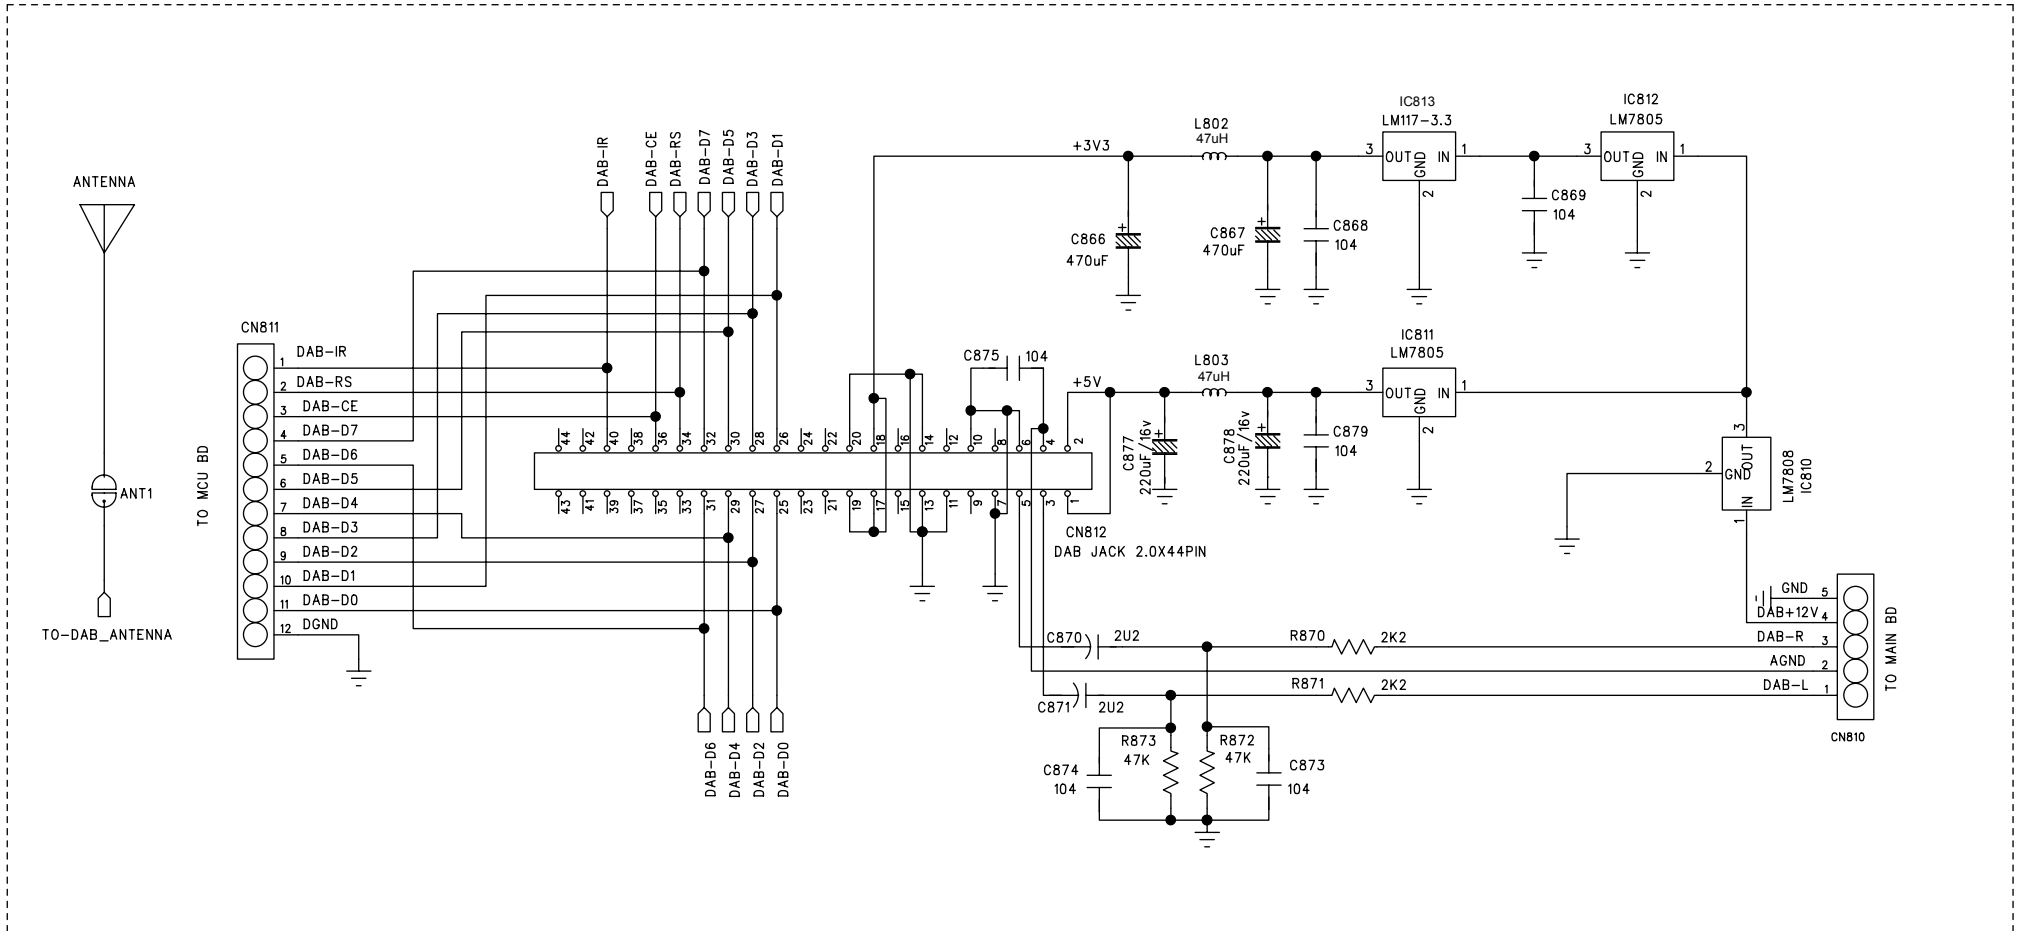 ANTENNA
ANT1
TO-DAB_ANTENNA
CN811
TO MCU BD
1 DAB-IR
2 DAB-RS
3 DAB-CE
4 DAB-D7
5 DAB-D6
6 DAB-D5
7 DAB-D4
8 DAB-D3
9 DAB-D2
10 DAB-D1
11 DAB-D0
12 DGND
DAB-IR
DAB-CE
DAB-RS
DAB-D7
DAB-D5
DAB-D3
DAB-D1
44 42 40 38 36 34 32 30 28 26 24 22 20 18 16 14 12 10 8 6 4 2
43 41 39 37 35 33 31 29 27 25 23 21 19 17 15 13 11 9 7 5 3 1
CN812
DAB JACK 2.0X44PIN
DAB-D6
DAB-D4
DAB-D2
DAB-D0
+3V3
C866
470uF
L802
47uH
C867
470uF
C868
104
IC813
LM117-3.3
3 OUT IN 1
GND
2
C869
104
IC812
LM7805
3 OUT IN 1
GND
2
C875 104
+5V
C877
220uF/16v
L803
47uH
C878
220uF/16v
C879
104
IC811
LM7805
3 OUT IN 1
GND
2
3
OUT
2 GND
IN
1
LM7808
IC810
GND 5
DAB+12V 4
DAB-R 3
AGND 2
DAB-L 1
TO MAIN BD
CN810
C870 2U2
R870 2K2
C871 2U2
R871 2K2
R873
47K
R872
47K
C874
104
C873
104